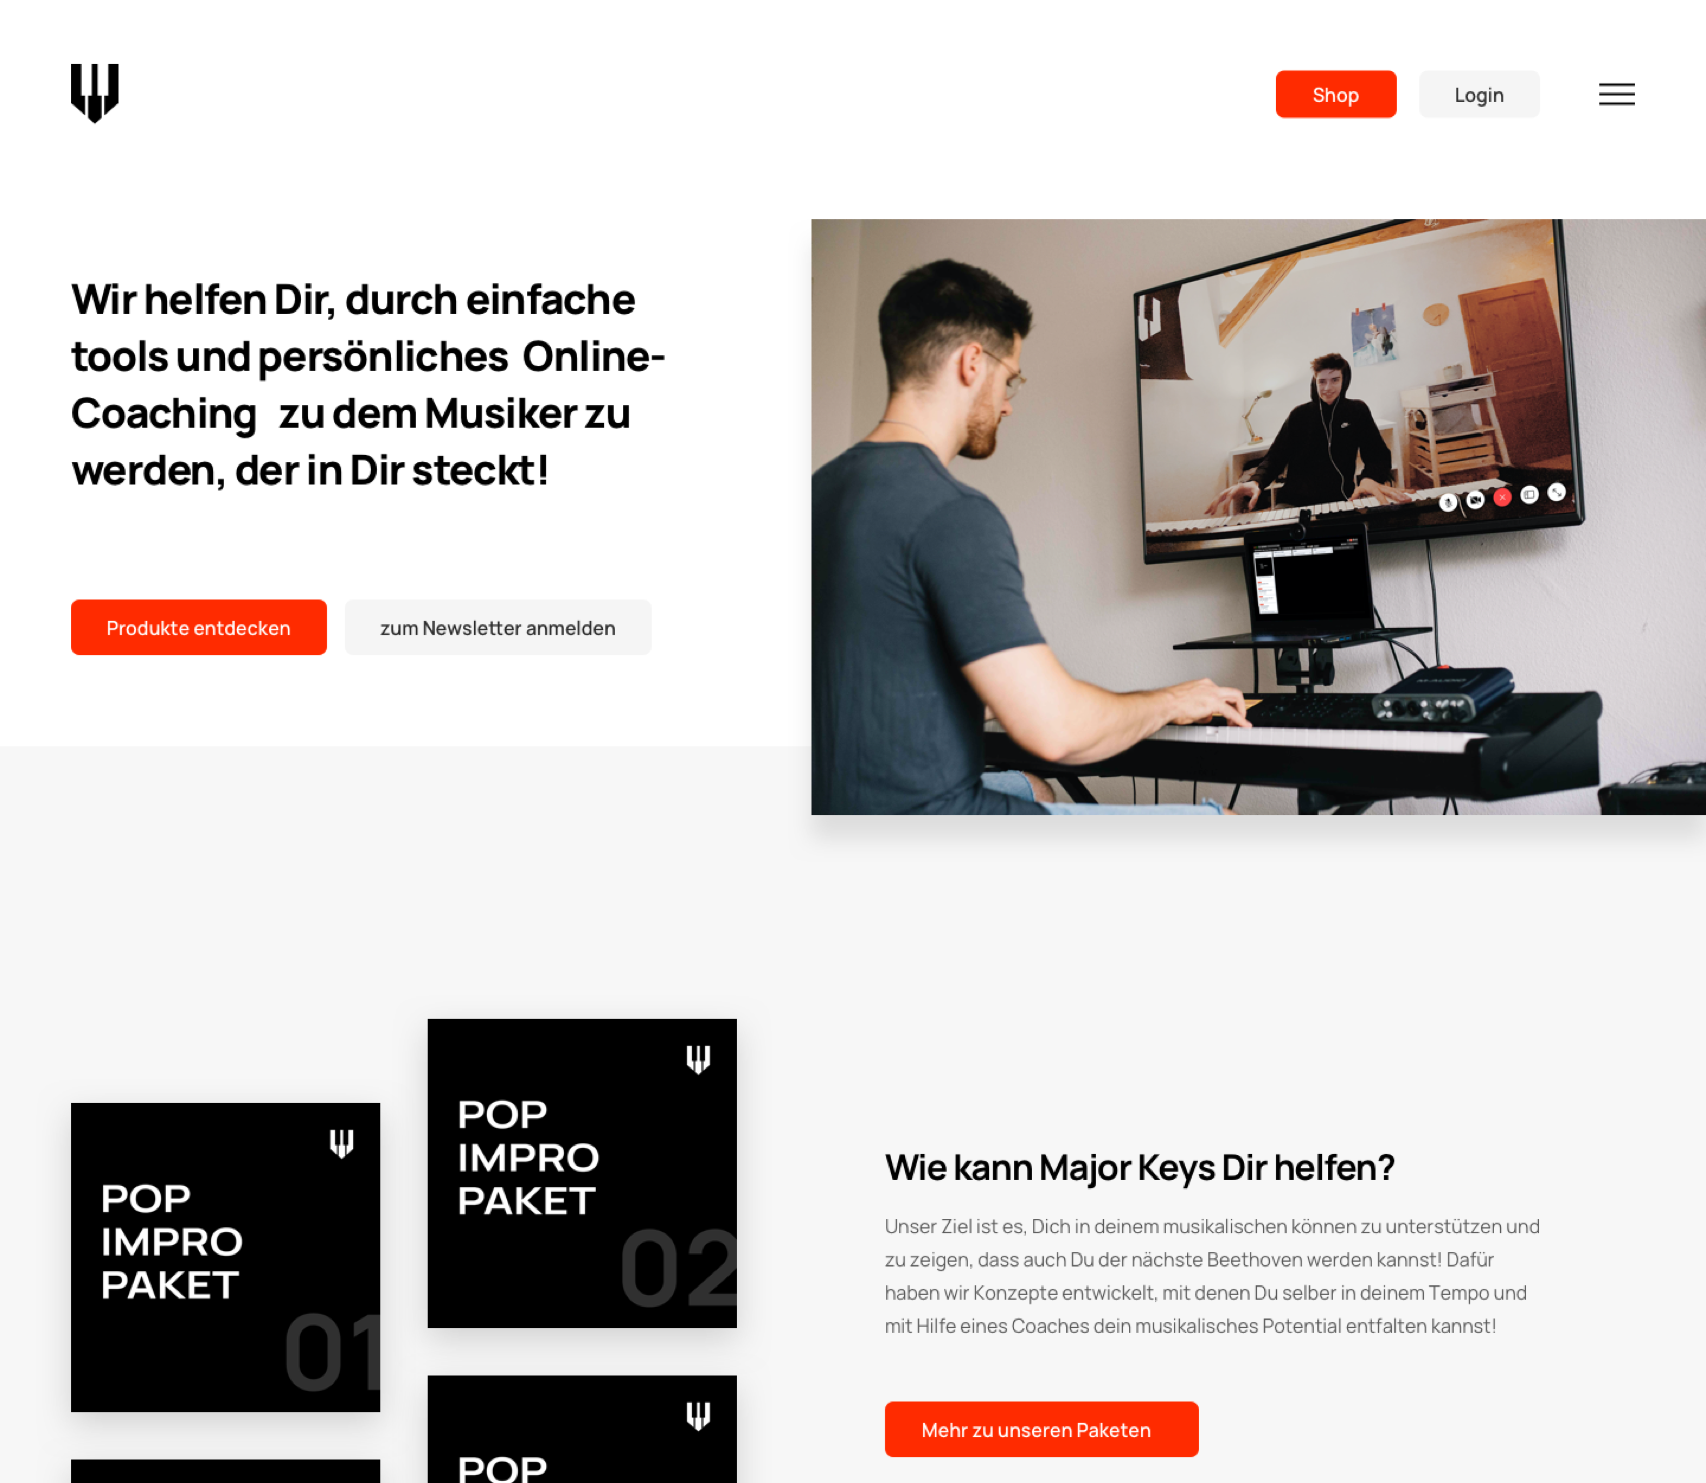 Shop
Login
Wir helfen Dir, durch einfache
tools und persönliches Online-
Coaching zu dem Musiker zu
werden, der in Dir steckt!
Produkte entdecken
zum Newsletter anmelden
POP
IMPRO
PAKET
01
POP
IMPRO
PAKET
02
POP
Wie kann Major Keys Dir helfen?
Unser Ziel ist es, Dich in deinem musikalischen können zu unterstützen und
zu zeigen, dass auch Du der nächste Beethoven werden kannst! Dafür
haben wir Konzepte entwickelt, mit denen Du selber in deinem Tempo und
mit Hilfe eines Coaches dein musikalisches Potential entfalten kannst!
Mehr zu unseren Paketen